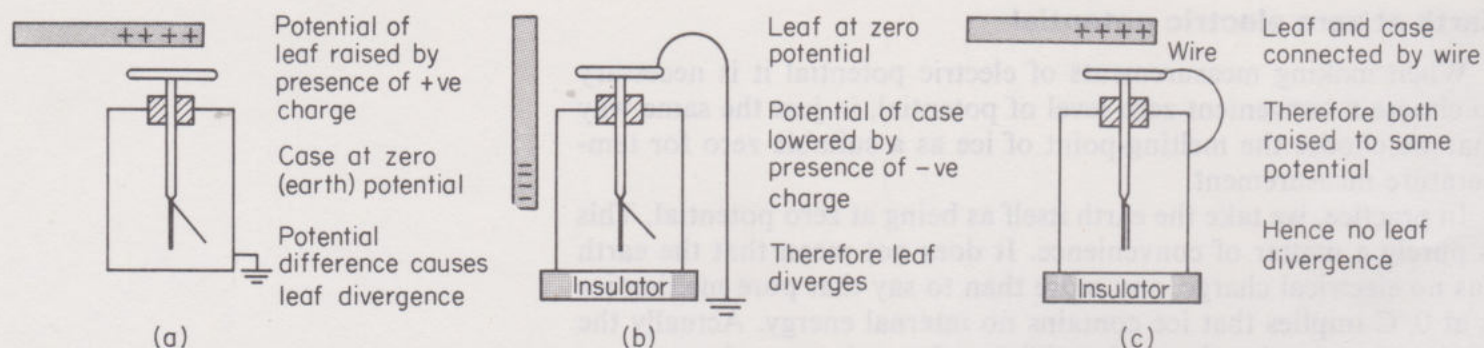 Potential of
leaf raised by
presence of +ve
charge
Case at zero
(earth) potential
Potential
difference causes
leaf divergence
(a)
Leaf at zero
potential
Potential of case
lowered by
presence of -ve
charge
Therefore leaf
diverges
Insulator
(b)
Wire
Leaf and case
connected by wire
Therefore both
raised to same
potential
Hence no leaf
divergence
Insulator
(c)